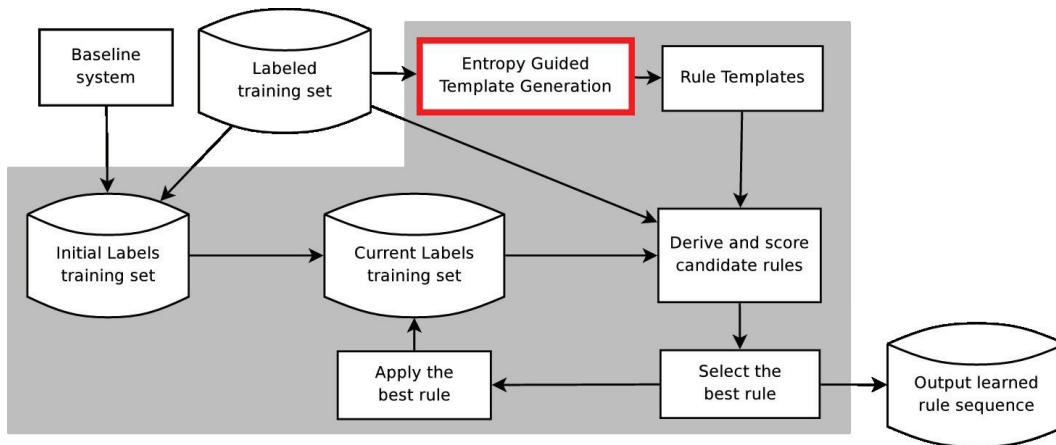 Baseline
system
Labeled
training set
Entropy Guided
Template Generation
Rule Templates
Initial Labels
training set
Current Labels
training set
Derive and score
candidate rules
Apply the
best rule
Select the
best rule
Output learned
rule sequence